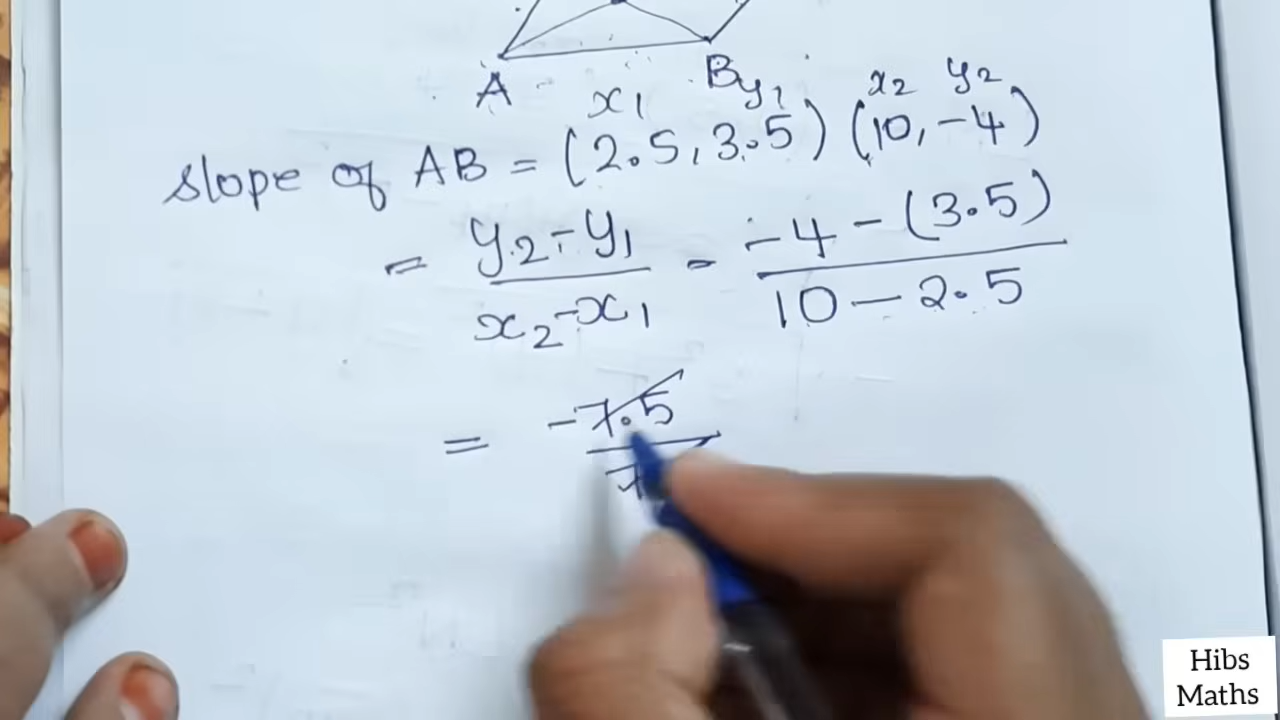 A B
x1 y1 x2 y2
slope of AB = (2.5, 3.5) (10, -4)
= y2 - y1 / x2 - x1 = -4 - (3.5) / 10 - 2.5
= -7.5 / 7
Hibs
Maths